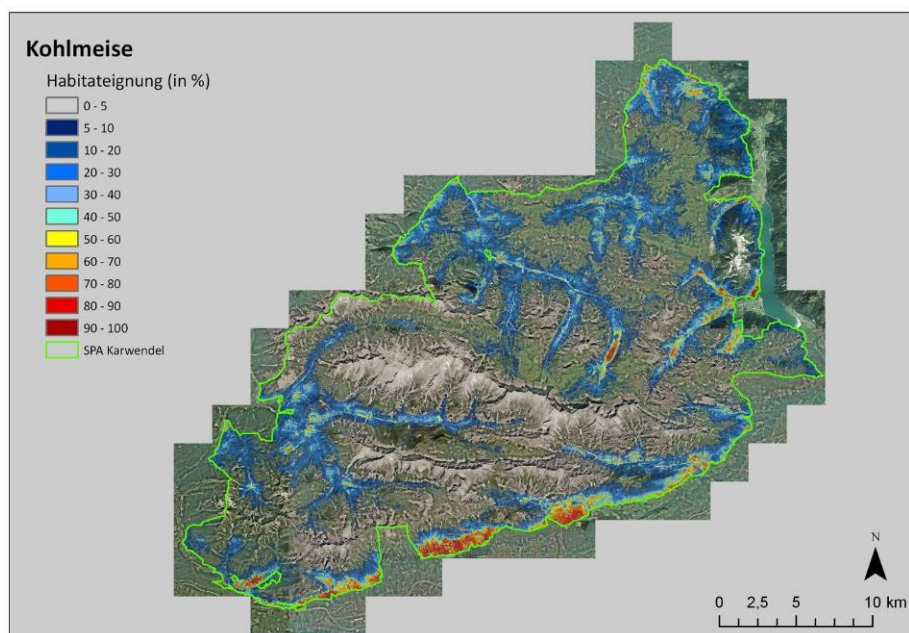 Kohlmeise
Habitateignung (in %)
0 - 5
5 - 10
10 - 20
20 - 30
30 - 40
40 - 50
50 - 60
60 - 70
70 - 80
80 - 90
90 - 100
SPA Karwendel
N
0 2,5 5 10 km